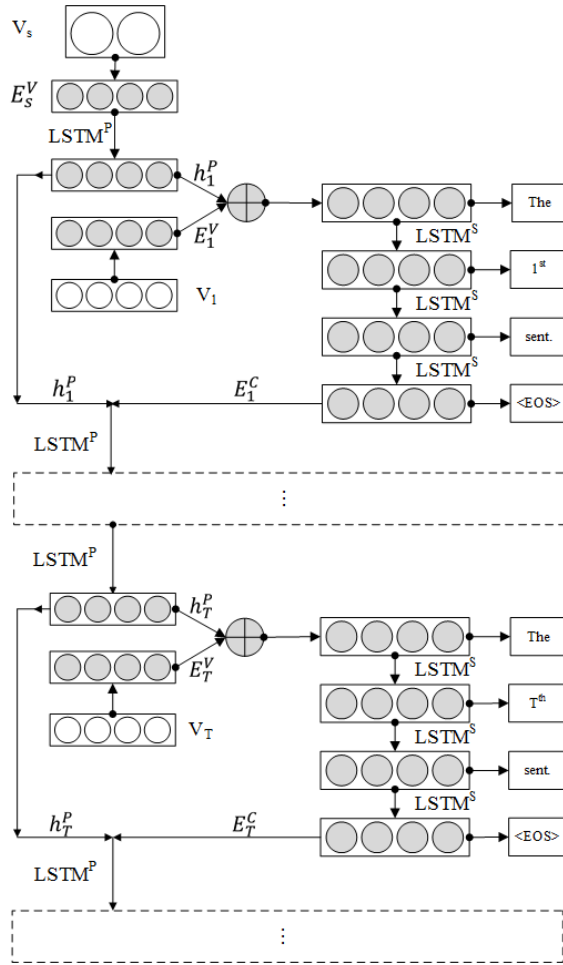 V_s
E_S^V
LSTM^P
h_1^P
The
E_1^V
LSTM^S
V_1
1^st
LSTM^S
sent.
LSTM^S
h_1^P
E_1^C
<EOS>
LSTM^P
⋮
LSTM^P
h_T^P
The
E_T^V
LSTM^S
V_T
T^th
LSTM^S
sent.
LSTM^S
h_T^P
E_T^C
<EOS>
LSTM^P
⋮